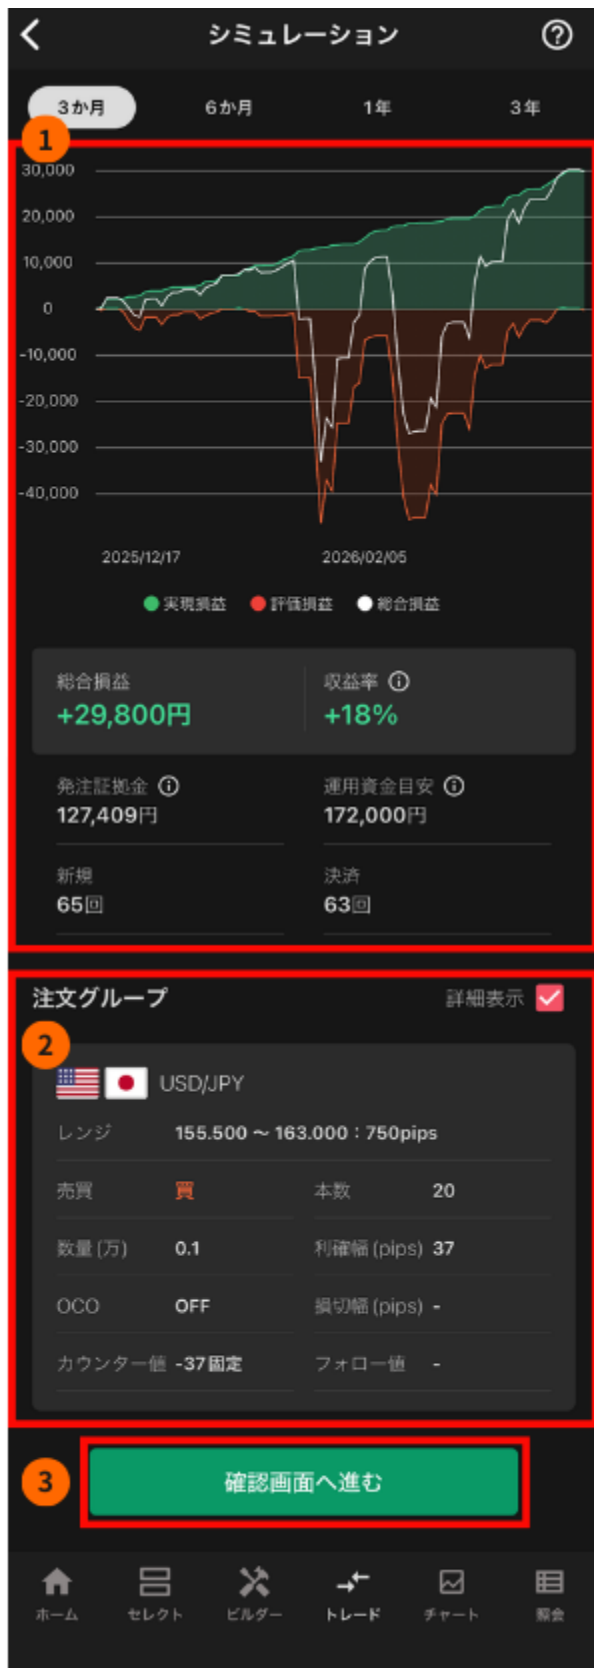 シミュレーション
3か月 6か月 1年 3年
1
30,000
20,000
10,000
0
-10,000
-20,000
-30,000
-40,000
2025/12/17 2026/02/05
実現損益 評価損益 総合損益
総合損益 収益率
+29,800円 +18%
発注証拠金 運用資金目安
127,409円 172,000円
新規 決済
65回 63回
注文グループ 詳細表示
2
USD/JPY
レンジ 155.500 ~ 163.000：750pips
売買 買 本数 20
数量(万) 0.1 利確幅(pips) 37
OCO OFF 損切幅(pips) -
カウンター値 -37固定 フォロー値 -
3
確認画面へ進む
ホーム セレクト ビルダー トレード チャート 照会